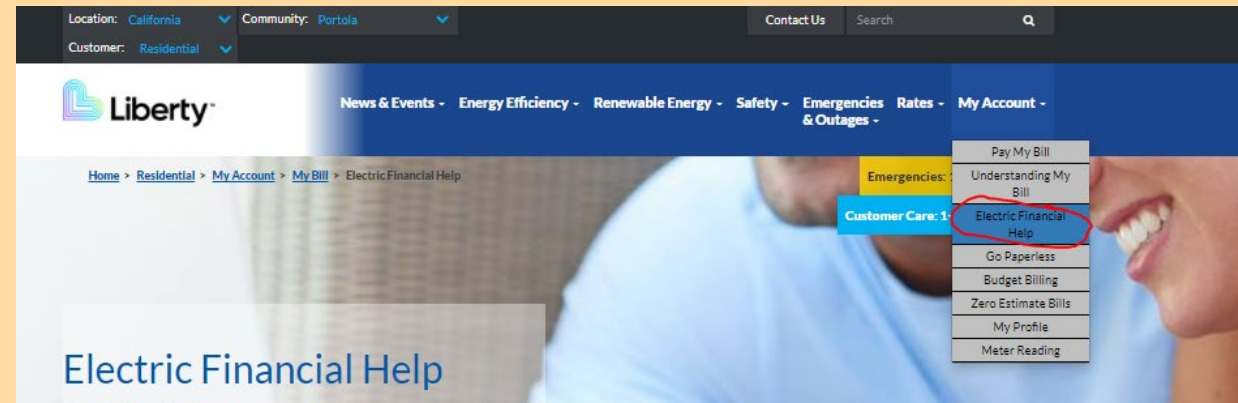 Location: California Community: Portola Contact Us Search
Customer: Residential
Liberty™
News & Events - Energy Efficiency - Renewable Energy - Safety - Emergencies & Outages - Rates - My Account -
Home > Residential > My Account > My Bill > Electric Financial Help
Emergencies:
Customer Care: 1-
Pay My Bill
Understanding My
Bill
Electric Financial
Help
Go Paperless
Budget Billing
Zero Estimate Bills
My Profile
Meter Reading
Electric Financial Help